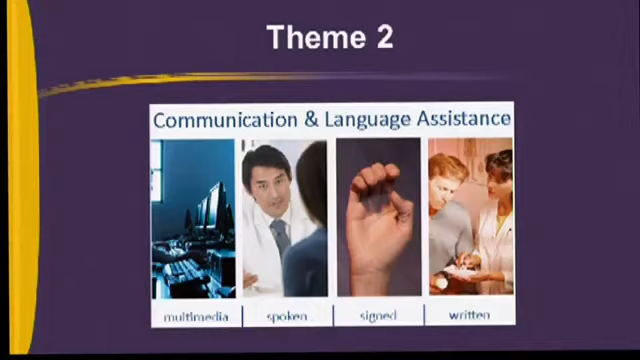 Theme 2
Communication & Language Assistance
multimedia | spoken | signed | written